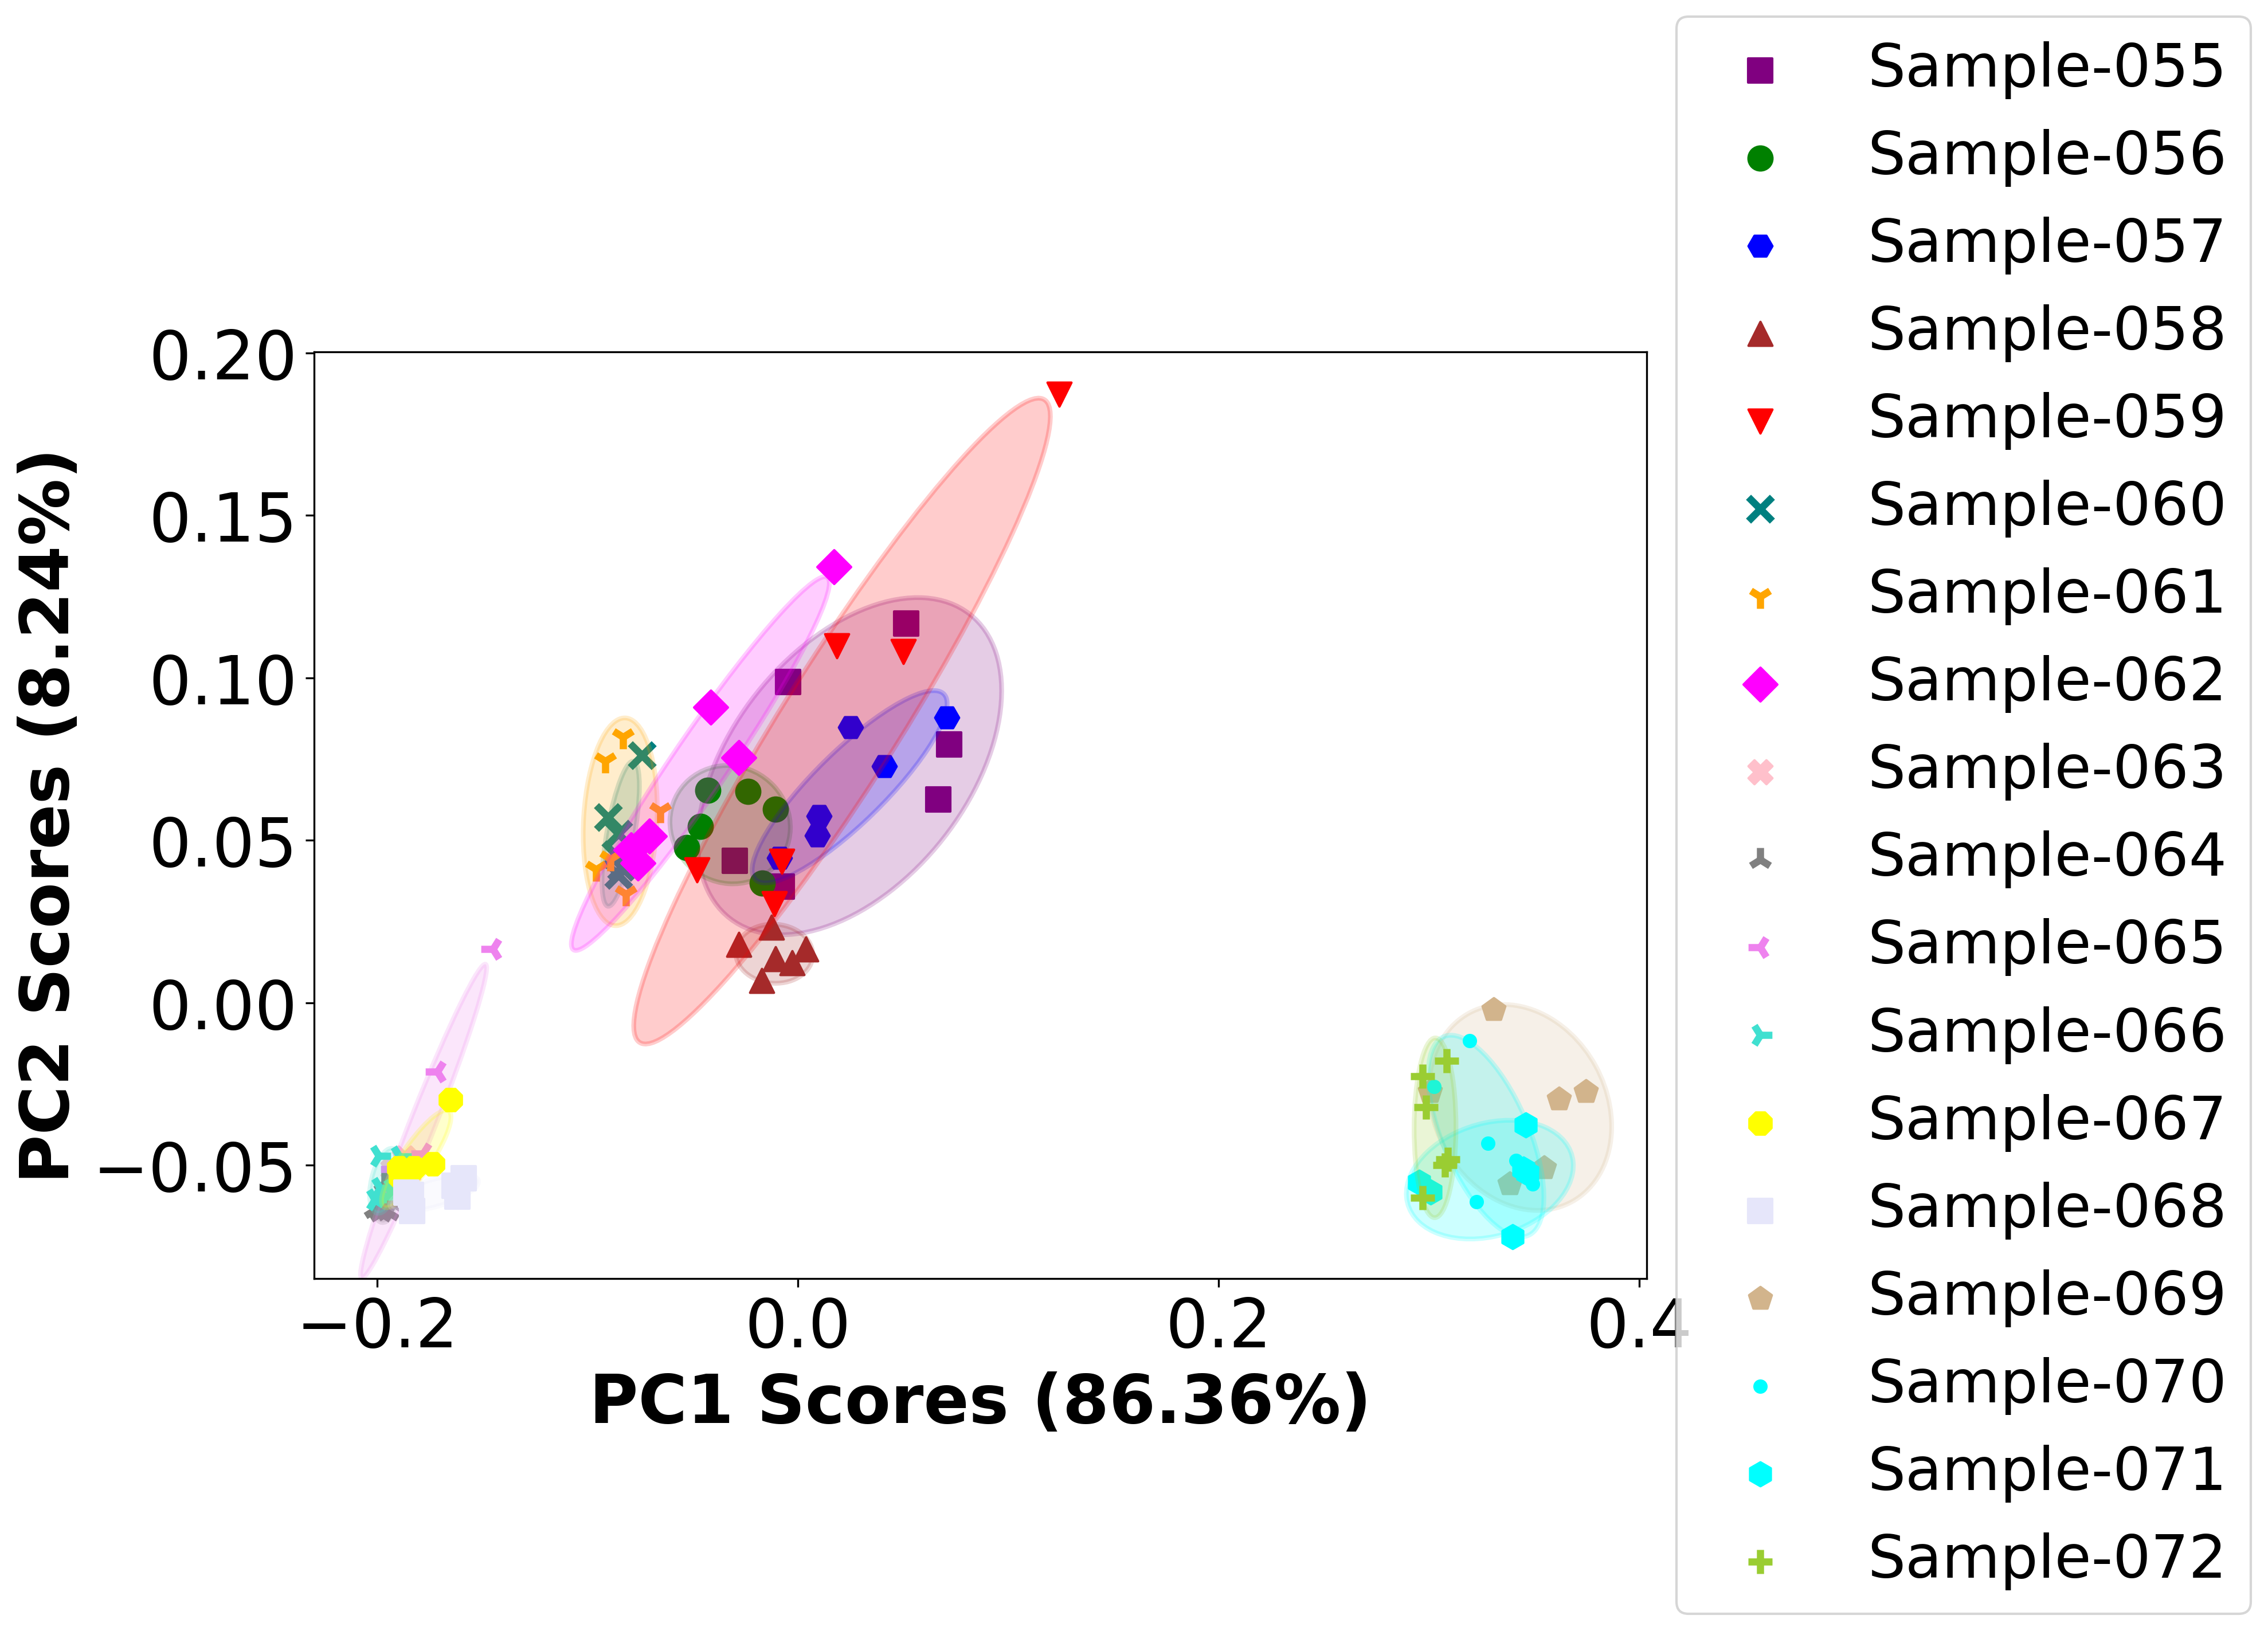 Sample-055
Sample-056
Sample-057
Sample-058
Sample-059
Sample-060
Sample-061
Sample-062
Sample-063
Sample-064
Sample-065
Sample-066
Sample-067
Sample-068
Sample-069
Sample-070
Sample-071
Sample-072
0.20
0.15
0.10
0.05
0.00
−0.05
PC2 Scores (8.24%)
−0.2 0.0 0.2 0.4
PC1 Scores (86.36%)